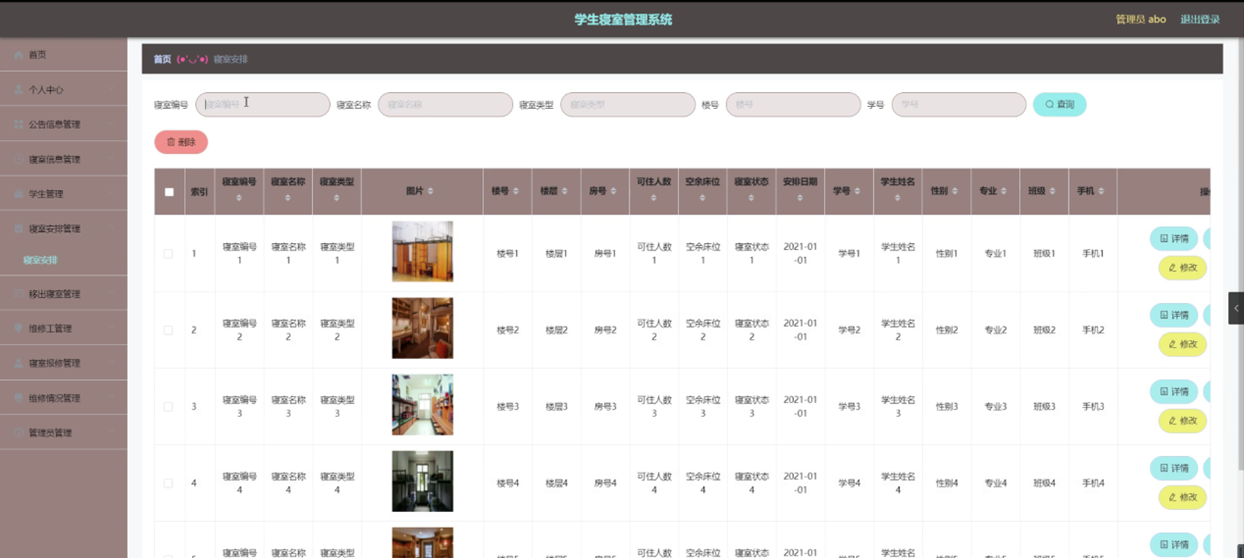 学生寝室管理系统
管理员 abo 退出登录
首页
个人中心
公告信息管理
寝室信息管理
学生管理
寝室安排管理
寝室安排
移出寝室管理
维修工管理
寝室报修管理
维修情况管理
管理员管理
首页 (●'◡'●) 寝室安排
寝室编号 寝室编号 寝室名称 寝室名称 寝室类型 寝室类型 楼号 楼号 学号 学号 查询
删除
索引 寝室编号 寝室名称 寝室类型 图片 楼号 楼层 房号 可住人数 空余床位 寝室状态 安排日期 学号 学生姓名 性别 专业 班级 手机
1 寝室编号1 寝室名称1 寝室类型1 楼号1 楼层1 房号1 可住人数1 空余床位1 寝室状态1 2021-01-01 学号1 学生姓名1 性别1 专业1 班级1 手机1 详情 修改
2 寝室编号2 寝室名称2 寝室类型2 楼号2 楼层2 房号2 可住人数2 空余床位2 寝室状态2 2021-01-01 学号2 学生姓名2 性别2 专业2 班级2 手机2 详情 修改
3 寝室编号3 寝室名称3 寝室类型3 楼号3 楼层3 房号3 可住人数3 空余床位3 寝室状态3 2021-01-01 学号3 学生姓名3 性别3 专业3 班级3 手机3 详情 修改
4 寝室编号4 寝室名称4 寝室类型4 楼号4 楼层4 房号4 可住人数4 空余床位4 寝室状态4 2021-01-01 学号4 学生姓名4 性别4 专业4 班级4 手机4 详情 修改
寝室编号 寝室名称 寝室类型 可住人数 空余床位 寝室状态 2021-01 学生姓名 详情